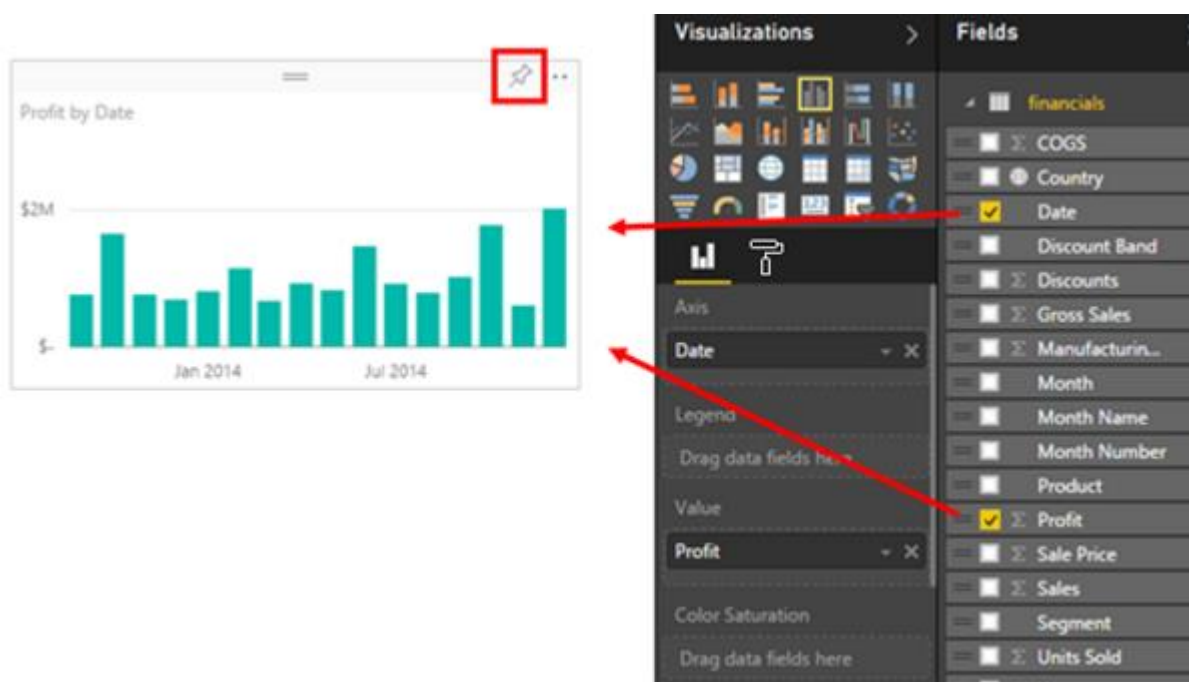 Profit by Date
$2M
$-
Jan 2014
Jul 2014
Visualizations
Axis
Date
Legend
Drag data fields here
Value
Profit
Color Saturation
Drag data fields here
Fields
financials
COGS
Country
Date
Discount Band
Discounts
Gross Sales
Manufacturin...
Month
Month Name
Month Number
Product
Profit
Sale Price
Sales
Segment
Units Sold